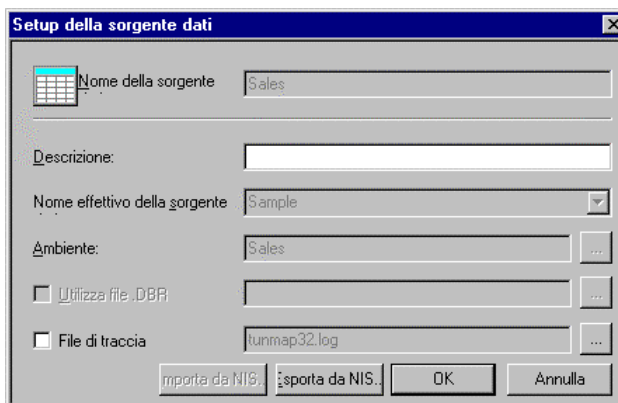 Setup della sorgente dati
Nome della sorgente
Sales
Descrizione:
Nome effettivo della sorgente
Sample
Ambiente:
Sales
...
Utilizza file .DBR
...
File di traccia
tunmap32.log
...
mporta da NIS..
Esporta da NIS..
OK
Annulla